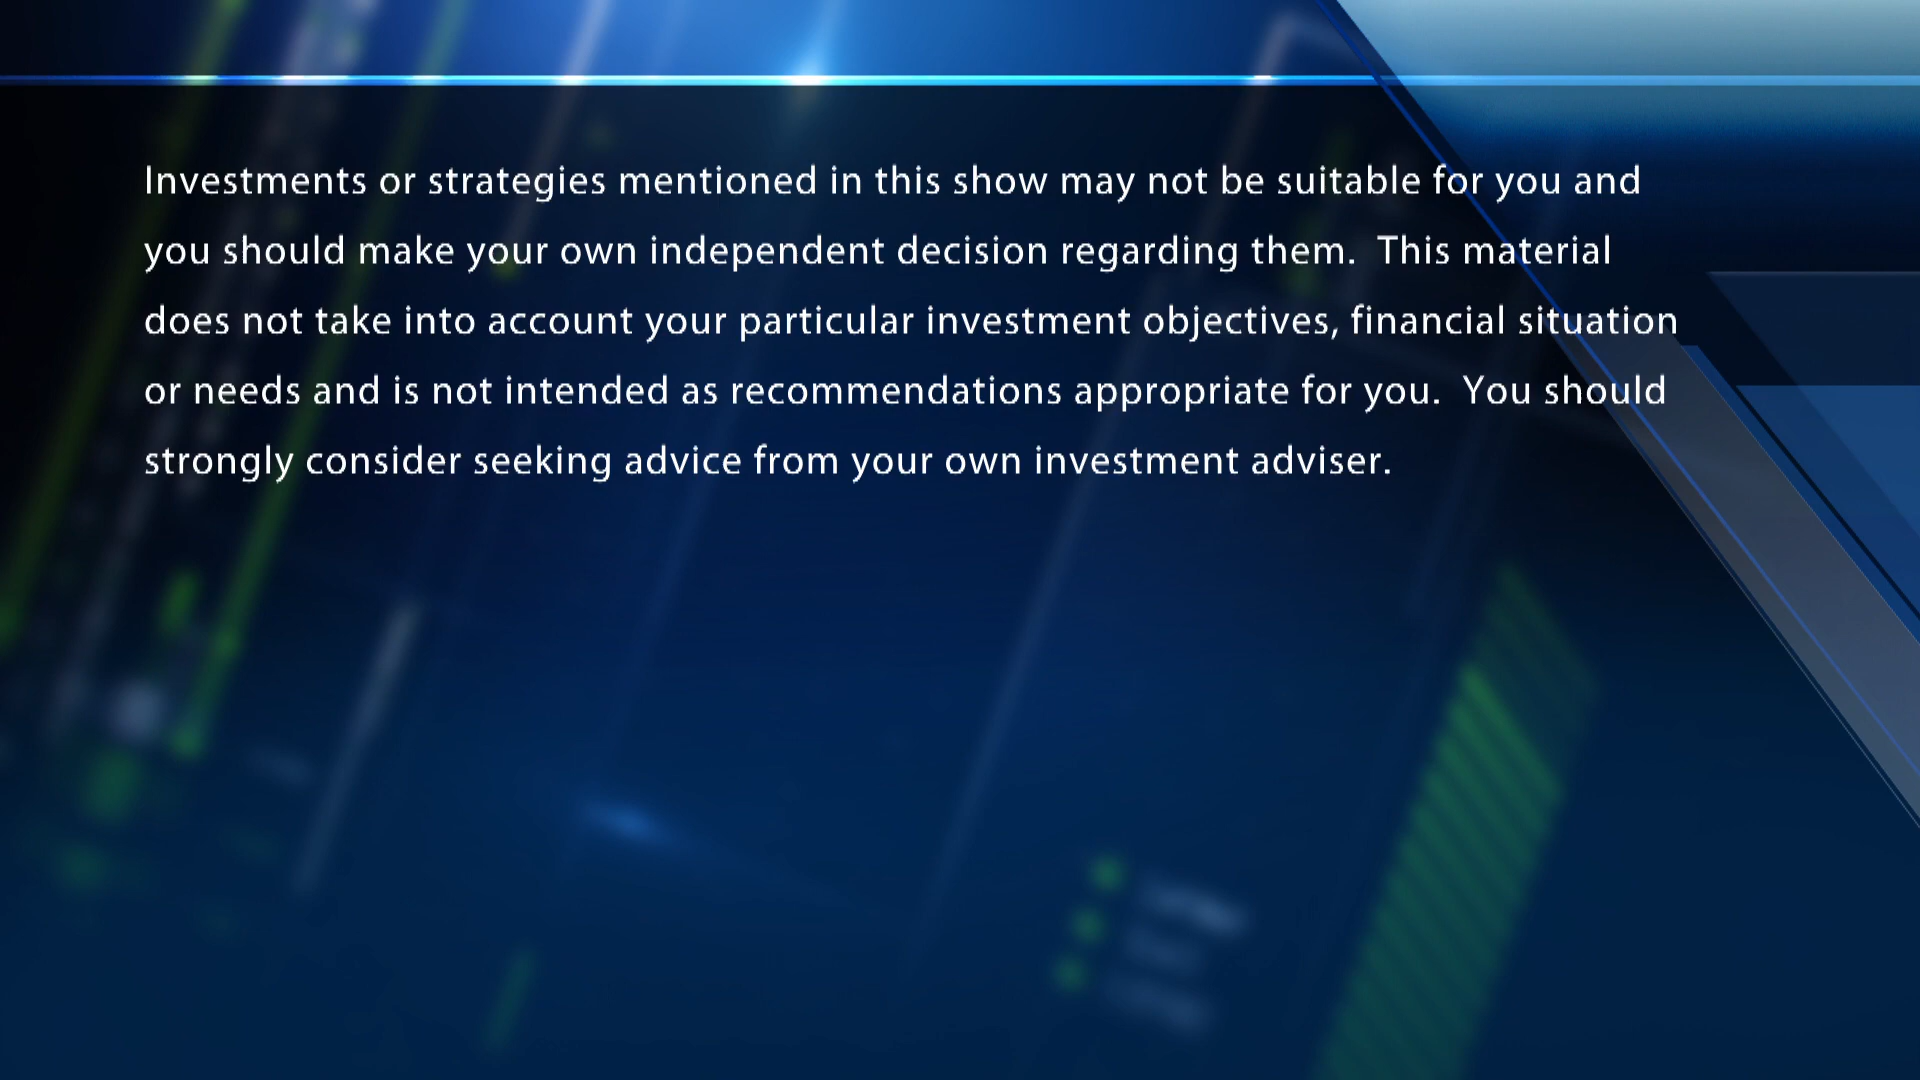 Investments or strategies mentioned in this show may not be suitable for you and
you should make your own independent decision regarding them.  This material
does not take into account your particular investment objectives, financial situation
or needs and is not intended as recommendations appropriate for you.  You should
strongly consider seeking advice from your own investment adviser.